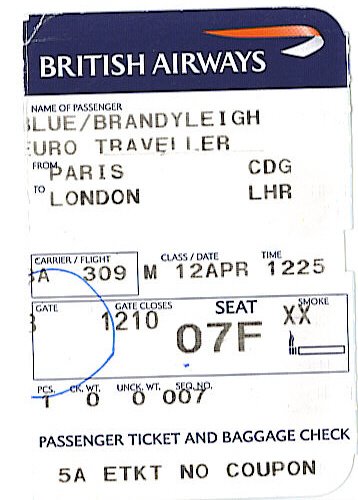 BRITISH AIRWAYS
NAME OF PASSENGER
BLUE/BRANDYLEIGH
EURO TRAVELLER
FROM PARIS CDG
TO LONDON LHR
CARRIER / FLIGHT CLASS / DATE TIME
BA 309 M 12APR 1225
GATE GATE CLOSES SEAT SMOKE
1210 07F XX
PCS. CK. WT. UNCK. WT. SEQ. NO.
1 0 0 007
PASSENGER TICKET AND BAGGAGE CHECK
5A ETKT NO COUPON